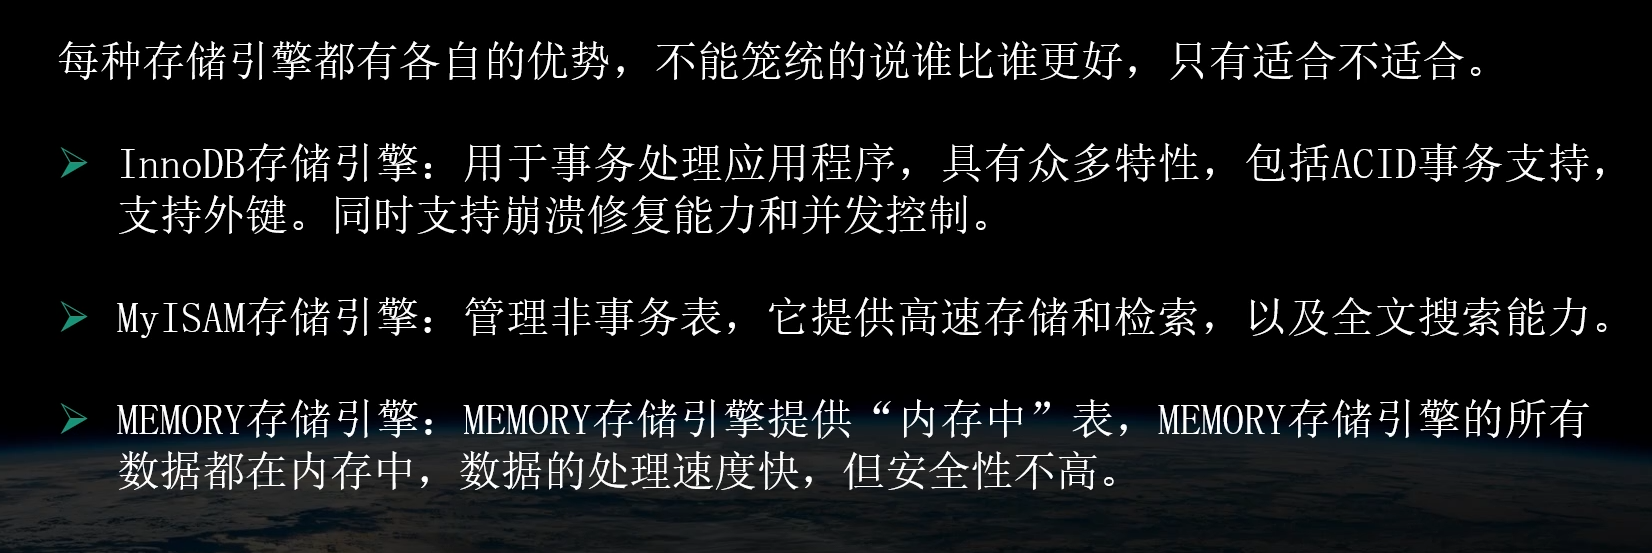 每种存储引擎都有各自的优势，不能笼统的说谁比谁更好，只有适合不适合。
InnoDB存储引擎：用于事务处理应用程序，具有众多特性，包括ACID事务支持，
支持外键。同时支持崩溃修复能力和并发控制。
MyISAM存储引擎：管理非事务表，它提供高速存储和检索，以及全文搜索能力。
MEMORY存储引擎：MEMORY存储引擎提供“内存中”表，MEMORY存储引擎的所有
数据都在内存中，数据的处理速度快，但安全性不高。